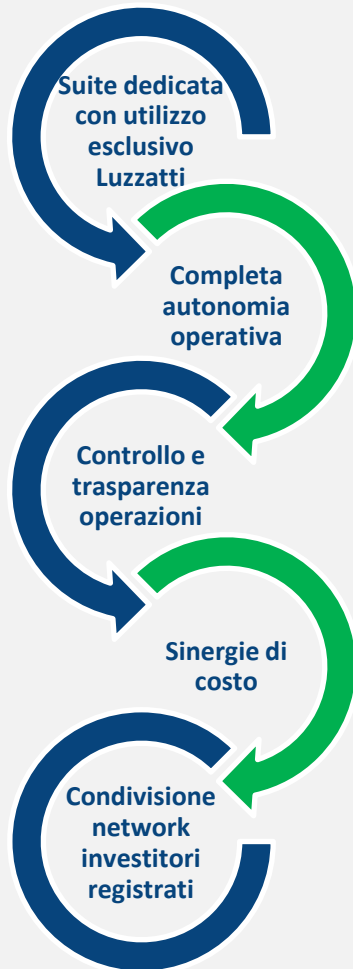 Suite dedicata
con utilizzo
esclusivo
Luzzatti
Completa
autonomia
operativa
Controllo e
trasparenza
operazioni
Sinergie di
costo
Condivisione
network
investitori
registrati